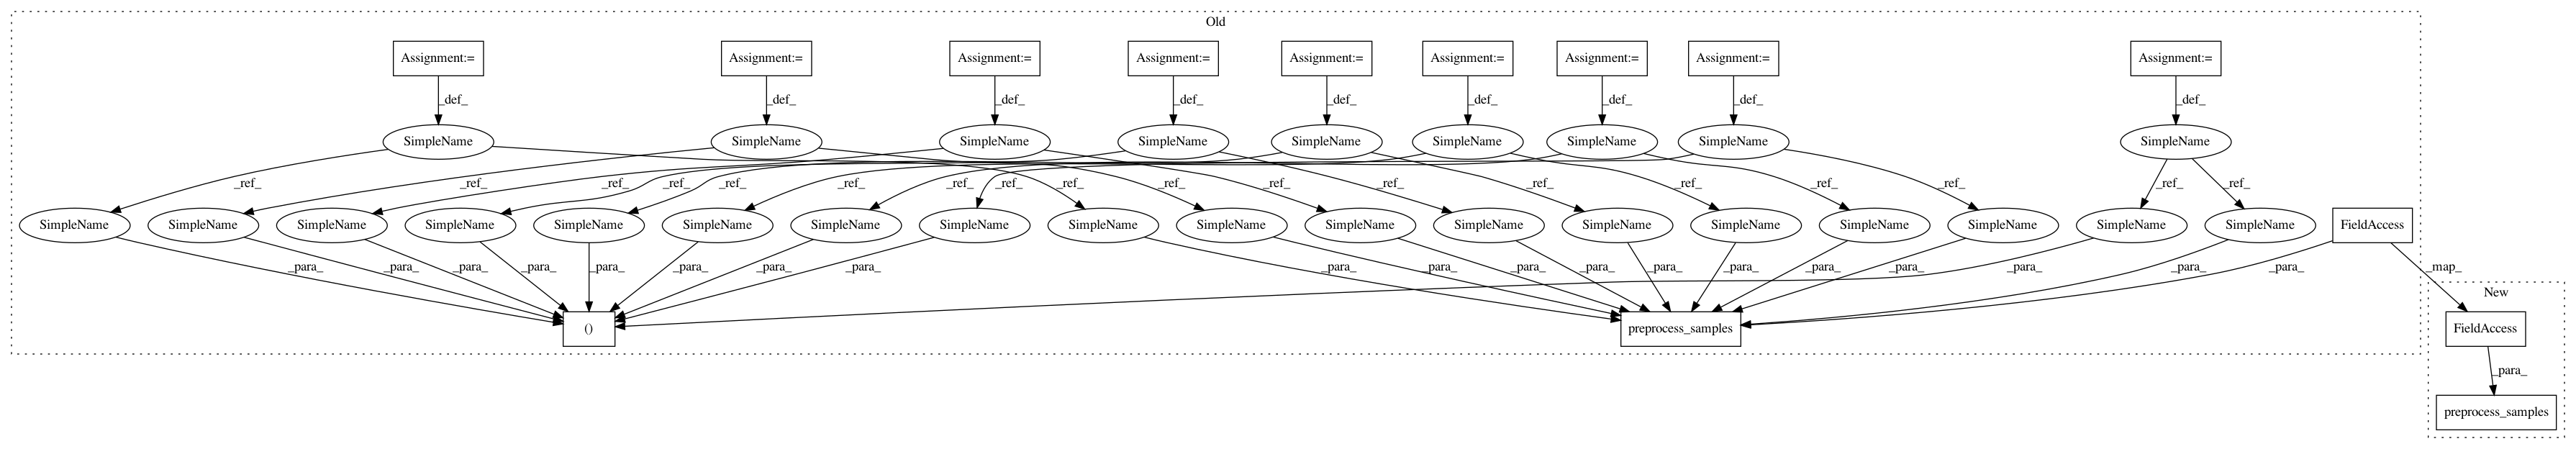 Old
Assignment:= Assignment:= Assignment:= Assignment:= Assignment:= Assignment:= Assignment:= Assignment:= Assignment:=
_def_ _def_ _def_ _def_ _def_ _def_ _def_ _def_ _def_
SimpleName SimpleName SimpleName SimpleName SimpleName SimpleName SimpleName SimpleName SimpleName
_ref_ _ref_ _ref_ _ref_ _ref_ _ref_ _ref_ _ref_ _ref_ _ref_ _ref_ _ref_ _ref_ _ref_ _ref_ _ref_ _ref_ _ref_
SimpleName SimpleName SimpleName SimpleName SimpleName SimpleName SimpleName SimpleName SimpleName SimpleName SimpleName SimpleName SimpleName SimpleName SimpleName SimpleName SimpleName SimpleName FieldAccess
_para_ _para_ _para_ _para_ _para_ _para_ _para_ _para_ _para_ _para_ _para_ _para_ _para_ _para_ _para_ _para_ _para_ _para_ _para_ _map_
New
() preprocess_samples FieldAccess
_para_
preprocess_samples